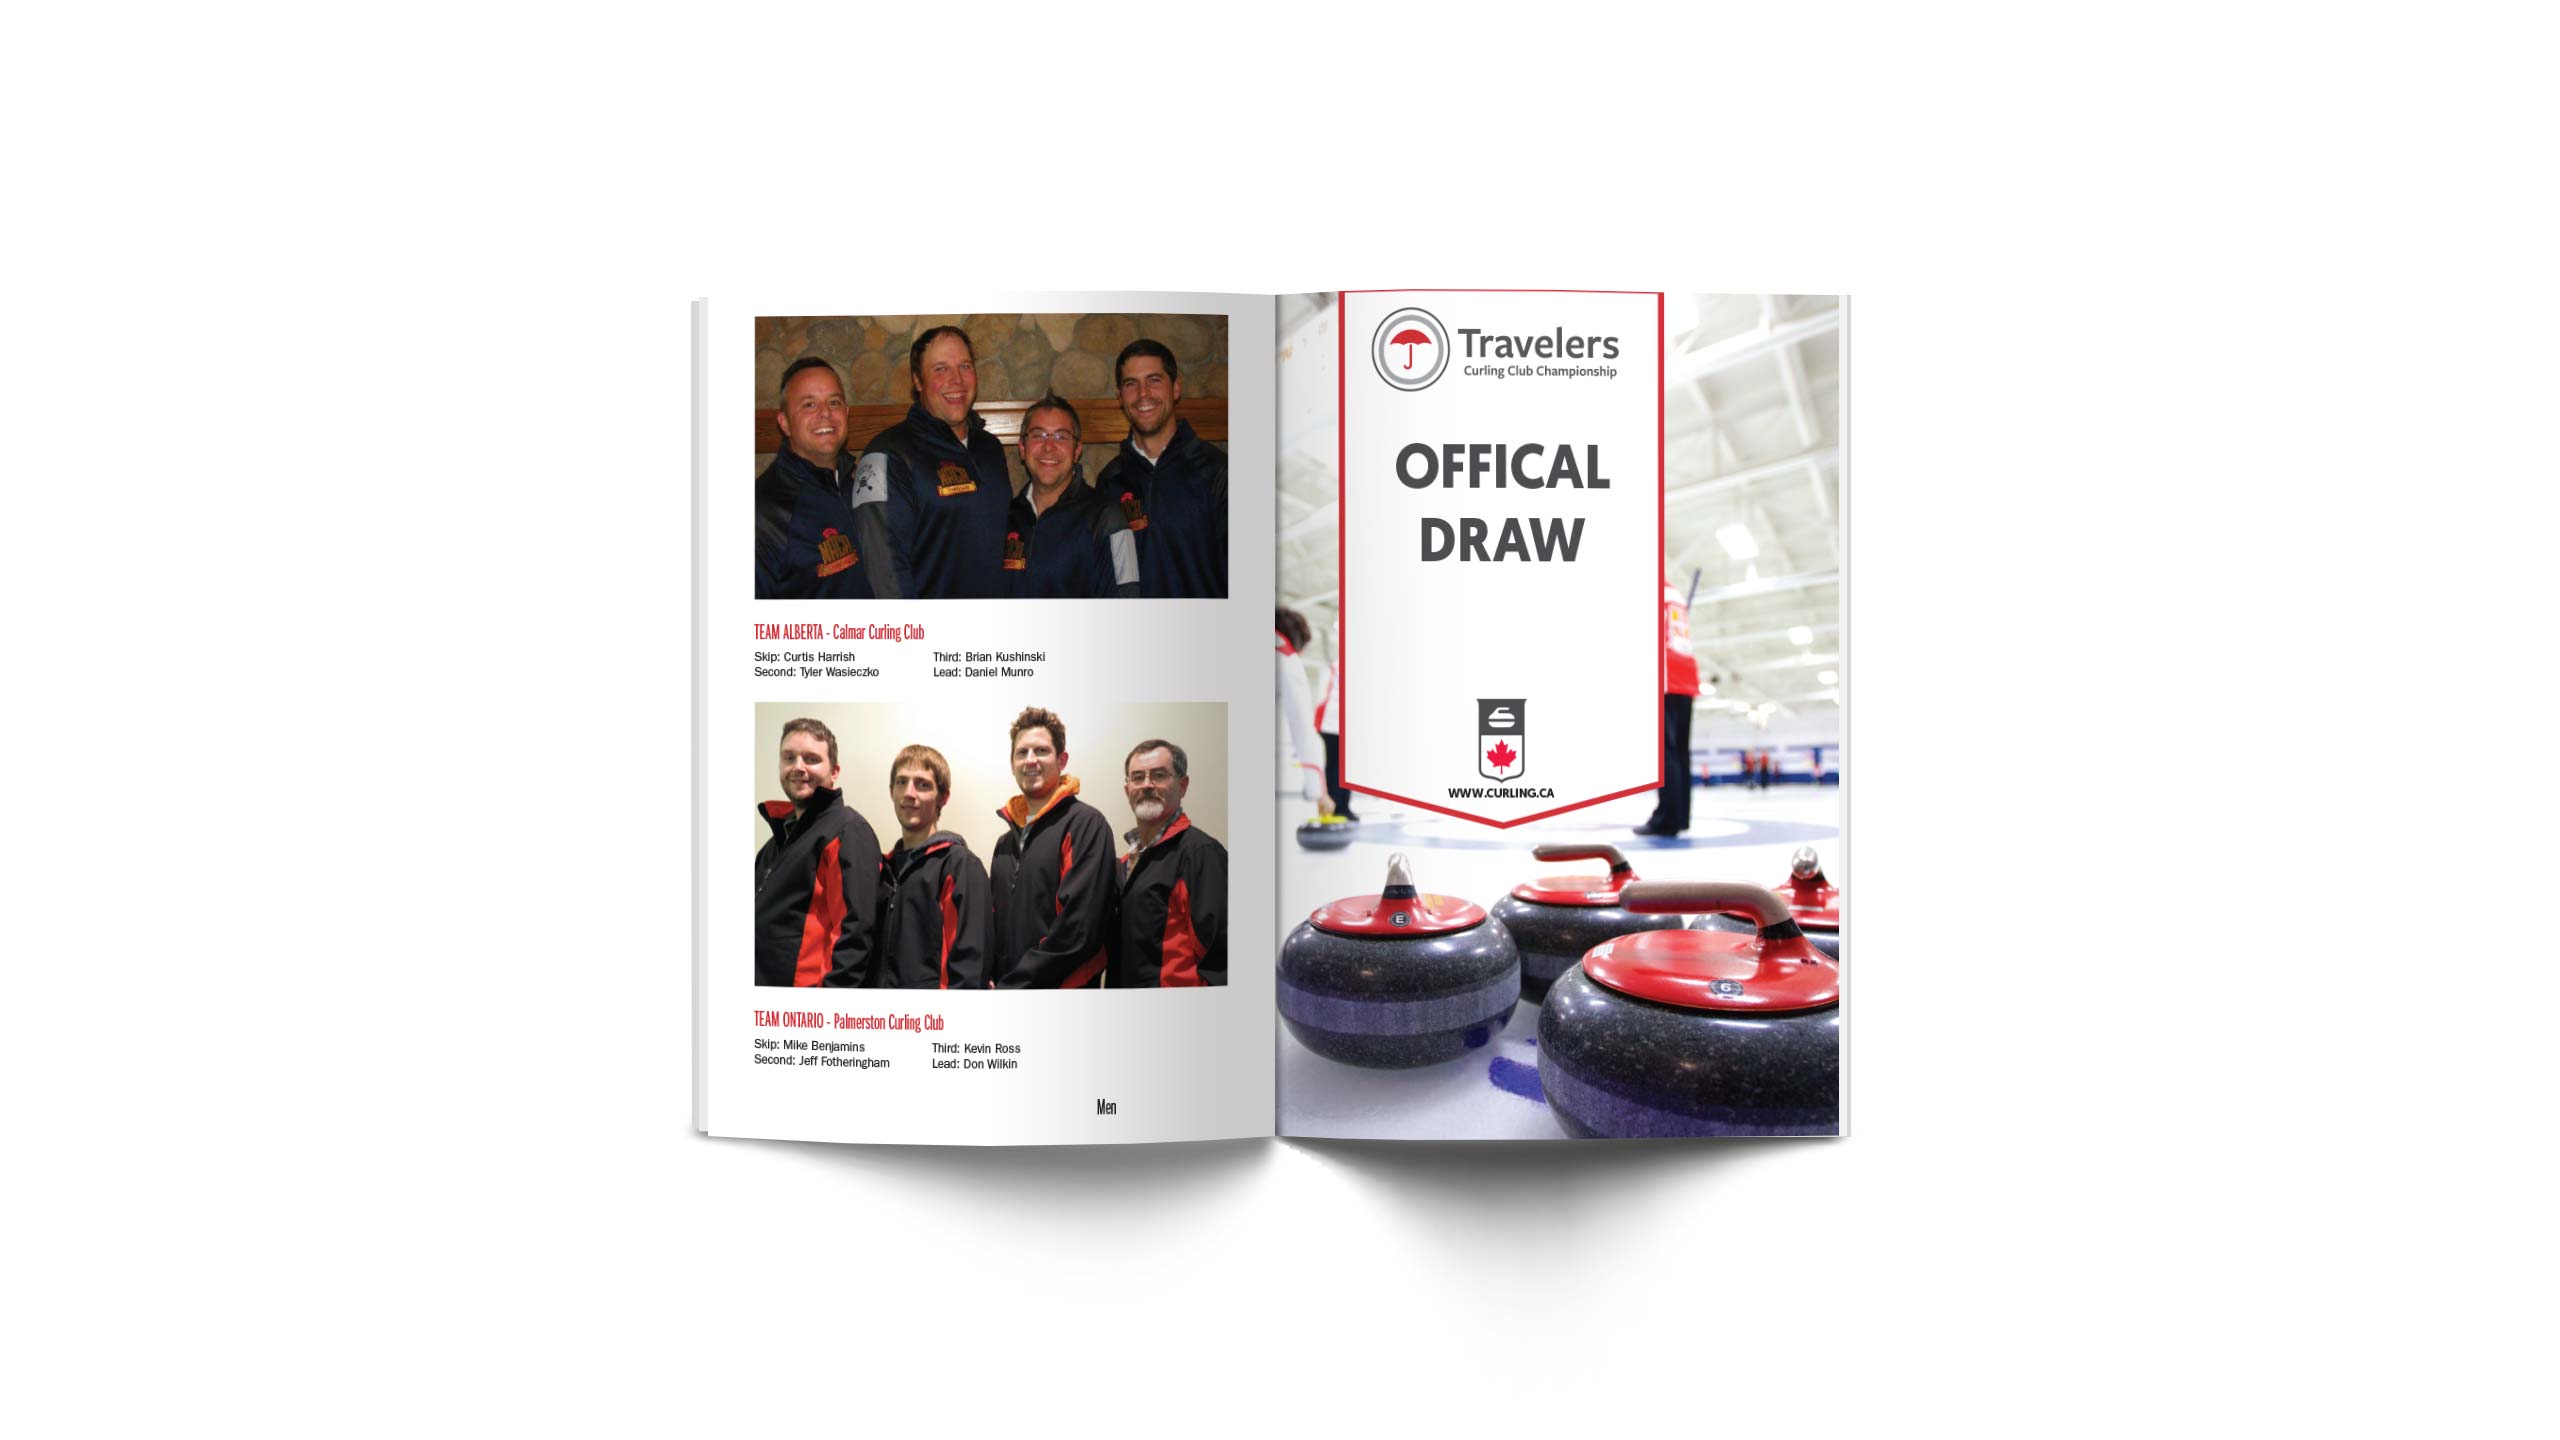 TEAM ALBERTA - Calmar Curling Club
Skip: Curtis Harrish
Third: Brian Kushinski
Second: Tyler Wasieczko
Lead: Daniel Munro
TEAM ONTARIO - Palmerston Curling Club
Skip: Mike Benjamins
Third: Kevin Ross
Second: Jeff Fotheringham
Lead: Don Wilkin
Men
Travelers
Curling Club Championship
OFFICAL
DRAW
WWW.CURLING.CA
E
6